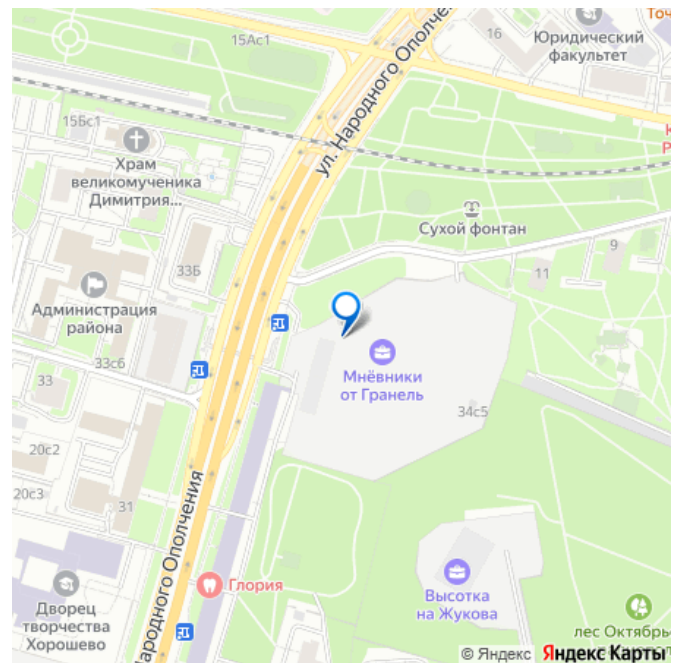 15Ас1
16
Точ
Юридический
факультет
ул. Народного Ополчения
15Бс1
Храм
великомученика
Димитрия...
К
Р
Сухой фонтан
33Б
9
11
Администрация
района
33с6
Мнёвники
от Гранель
33
34с5
20с2
20с3
31
Народного Ополчения
Глория
Высотка
на Жукова
Дворец
творчества
Хорошево
лес Октябрь
© Яндекс Яндекс Карты